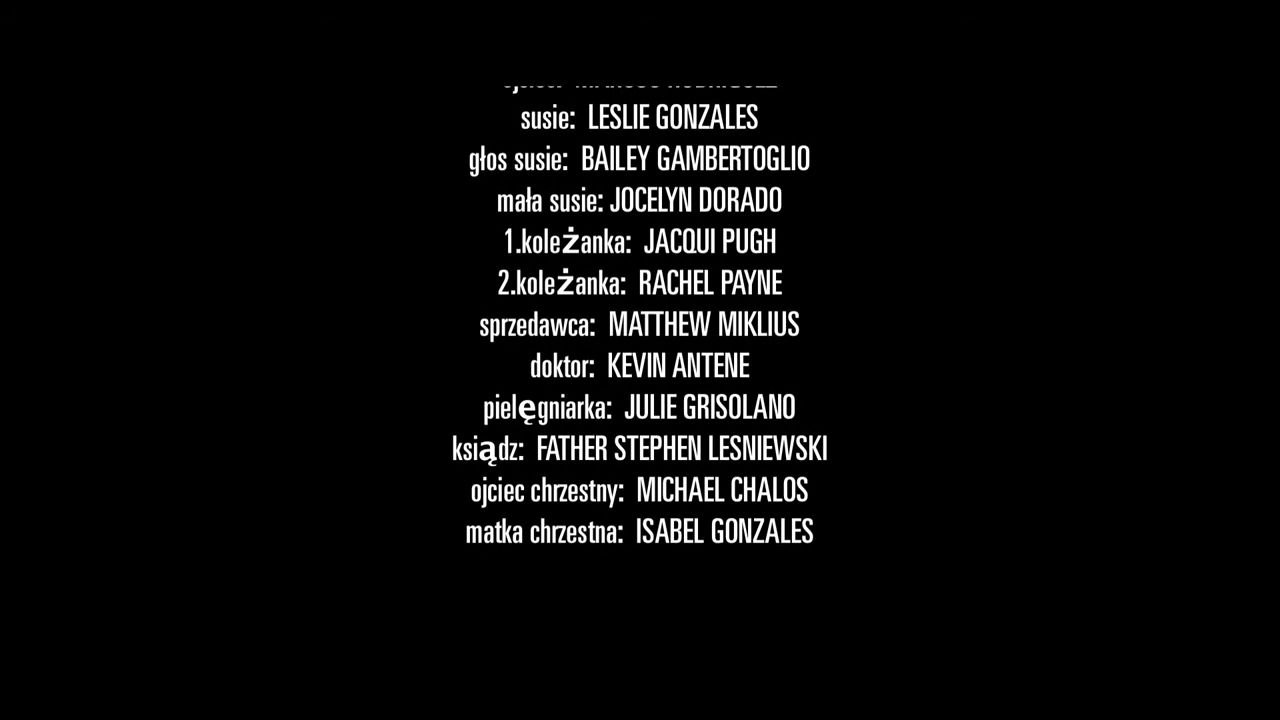 susie: LESLIE GONZALES
głos susie: BAILEY GAMBERTOGLIO
mała susie: JOCELYN DORADO
1.koleżanka: JACQUI PUGH
2.koleżanka: RACHEL PAYNE
sprzedawca: MATTHEW MIKLIUS
doktor: KEVIN ANTENE
pielęgniarka: JULIE GRISOLANO
ksiądz: FATHER STEPHEN LESNIEWSKI
ojciec chrzestny: MICHAEL CHALOS
matka chrzestna: ISABEL GONZALES